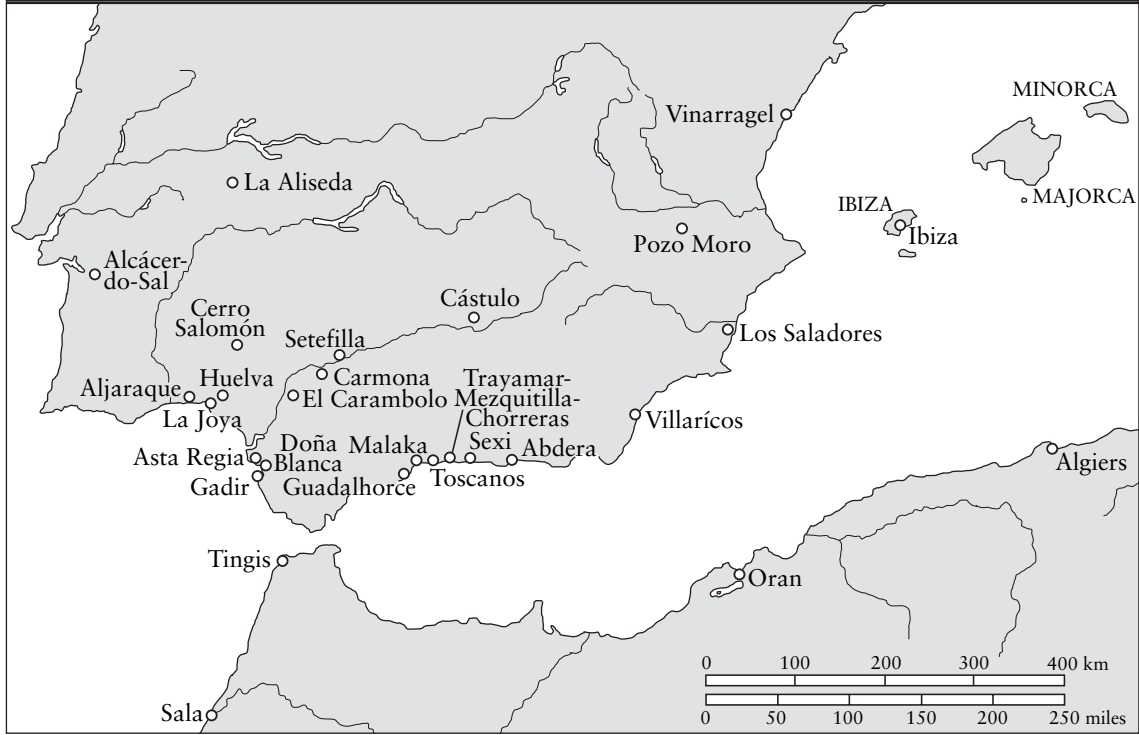 MINORCA
Vinarragel
La Aliseda
MAJORCA
IBIZA
Ibiza
Pozo Moro
Alcácer-
do-Sal
Cástulo
Cerro
Salomón
Los Saladores
Setefilla
Aljaraque
Huelva
Carmona
Trayamar-
Mezquitilla-
Chorreras
El Carambolo
La Joya
Villarícos
Sexi
Abdera
Doña
Blanca
Malaka
Asta Regia
Algiers
Toscanos
Gadir
Guadalhorce
Tingis
Oran
0 100 200 300 400 km
Sala
0 50 100 150 200 250 miles